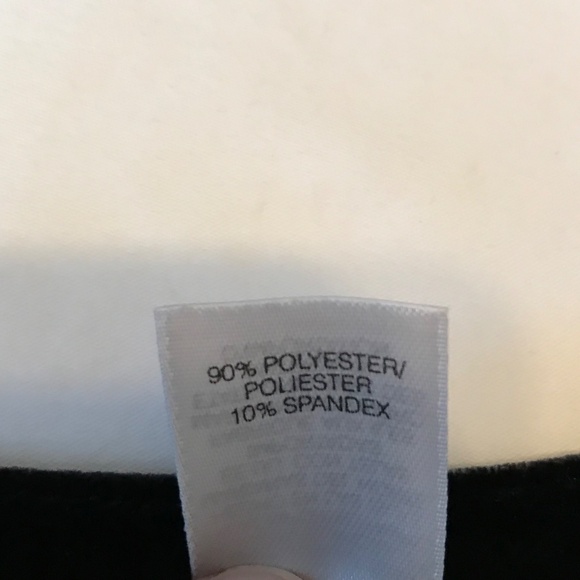 90% POLYESTER/
POLIESTER
10% SPANDEX